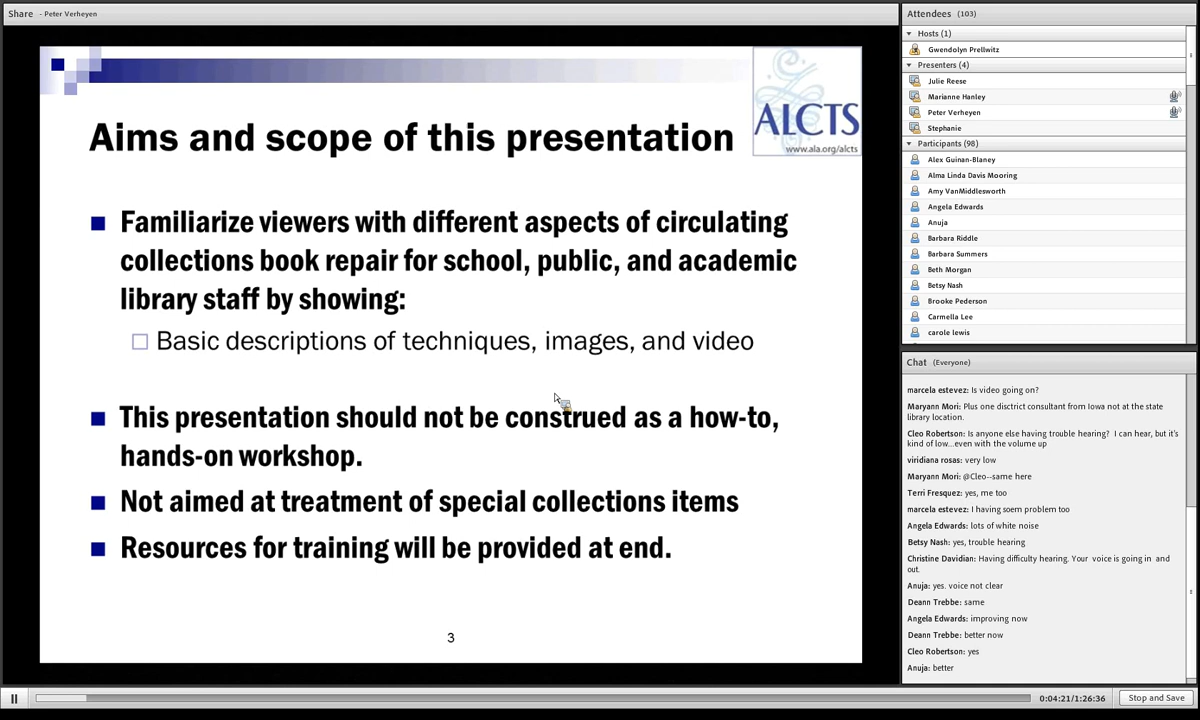 Share - Peter Verheyen
ALCTS
www.ala.org/alcts
Aims and scope of this presentation
Familiarize viewers with different aspects of circulating
collections book repair for school, public, and academic
library staff by showing:
Basic descriptions of techniques, images, and video
This presentation should not be construed as a how-to,
hands-on workshop.
Not aimed at treatment of special collections items
Resources for training will be provided at end.
3
Attendees (103)
Hosts (1)
Gwendolyn Prellwitz
Presenters (4)
Julie Reese
Marianne Hanley
Peter Verheyen
Stephanie
Participants (98)
Alex Guinan-Blaney
Alma Linda Davis Mooring
Amy VanMiddlesworth
Angela Edwards
Anuja
Barbara Riddle
Barbara Summers
Beth Morgan
Betsy Nash
Brooke Pederson
Carmella Lee
carole lewis
Chat (Everyone)
marcela estevez: Is video going on?
Maryann Mori: Plus one disctrict consultant from Iowa not at the state
library location.
Cleo Robertson: Is anyone else having trouble hearing? I can hear, but it's
kind of low...even with the volume up
viridiana rosas: very low
Maryann Mori: @Cleo--same here
Terri Fresquez: yes, me too
marcela estevez: I having soem problem too
Angela Edwards: lots of white noise
Betsy Nash: yes, trouble hearing
Christine Davidian: Having difficulty hearing. Your voice is going in and
out.
Anuja: yes. voice not clear
Deann Trebbe: same
Angela Edwards: improving now
Deann Trebbe: better now
Cleo Robertson: yes
Anuja: better
0:04:21/1:26:36
Stop and Save